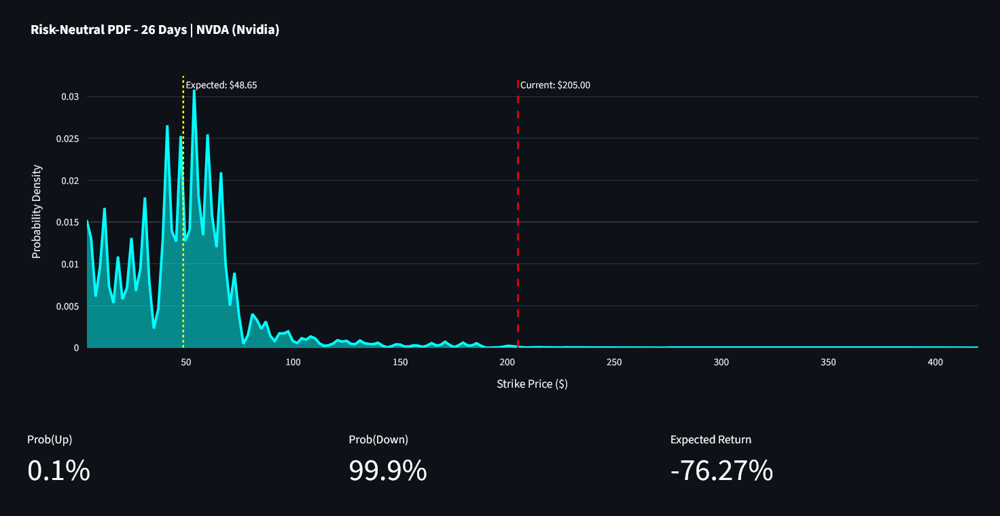 Risk-Neutral PDF - 26 Days | NVDA (Nvidia)
Expected: $48.65
Current: $205.00
0.03
0.025
0.02
0.015
0.01
0.005
0
Probability Density
50
100
150
200
250
300
350
400
Strike Price ($)
Prob(Up)
Prob(Down)
Expected Return
0.1%
99.9%
-76.27%